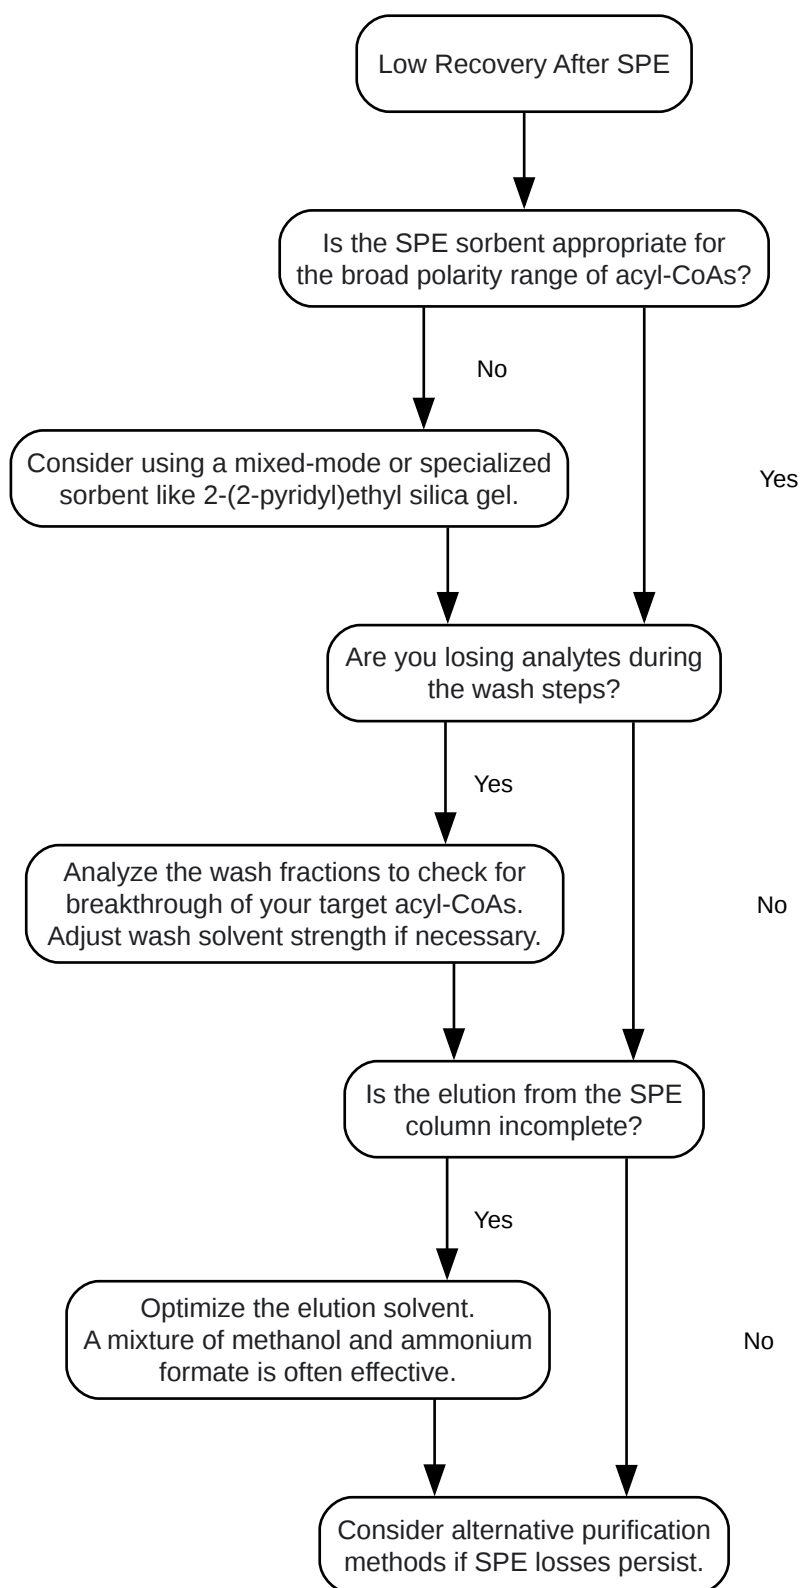 Low Recovery After SPE
Is the SPE sorbent appropriate for
the broad polarity range of acyl-CoAs?
No
Consider using a mixed-mode or specialized
sorbent like 2-(2-pyridyl)ethyl silica gel.
Yes
Are you losing analytes during
the wash steps?
Yes
Analyze the wash fractions to check for
breakthrough of your target acyl-CoAs.
Adjust wash solvent strength if necessary.
No
Is the elution from the SPE
column incomplete?
Yes
Optimize the elution solvent.
A mixture of methanol and ammonium
formate is often effective.
No
Consider alternative purification
methods if SPE losses persist.